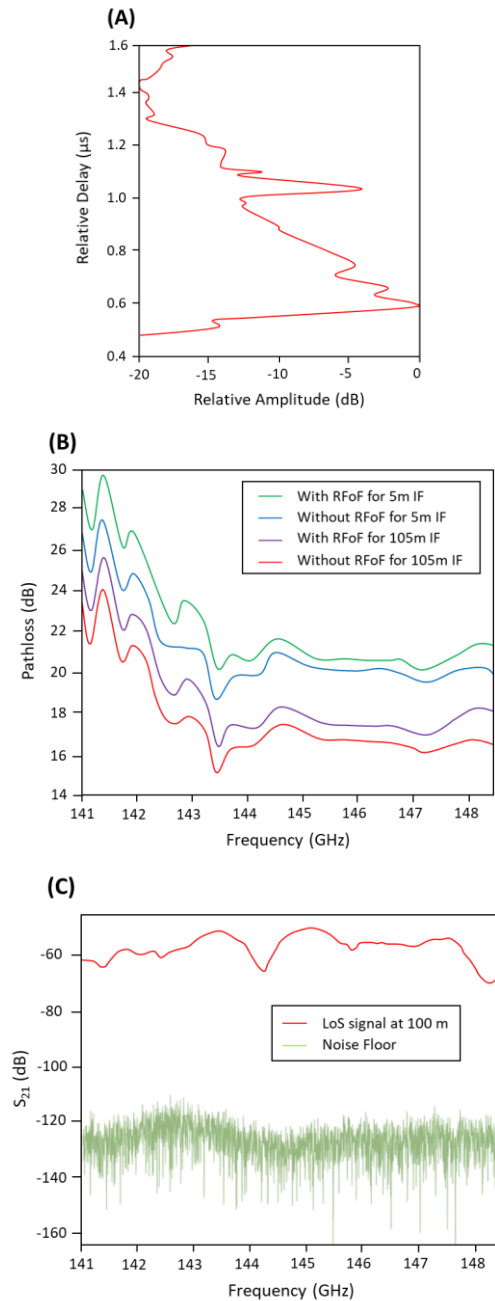 (A)
1.6
1.4
1.2
1.0
0.8
0.6
0.4
Relative Delay (µs)
-20
-15
-10
-5
0
Relative Amplitude (dB)
(B)
30
28
26
24
22
20
18
16
14
Pathloss (dB)
With RFoF for 5m IF
Without RFoF for 5m IF
With RFoF for 105m IF
Without RFoF for 105m IF
141
142
143
144
145
146
147
148
Frequency (GHz)
(C)
-60
-80
-100
-120
-140
-160
S21 (dB)
LoS signal at 100 m
Noise Floor
141
142
143
144
145
146
147
148
Frequency (GHz)